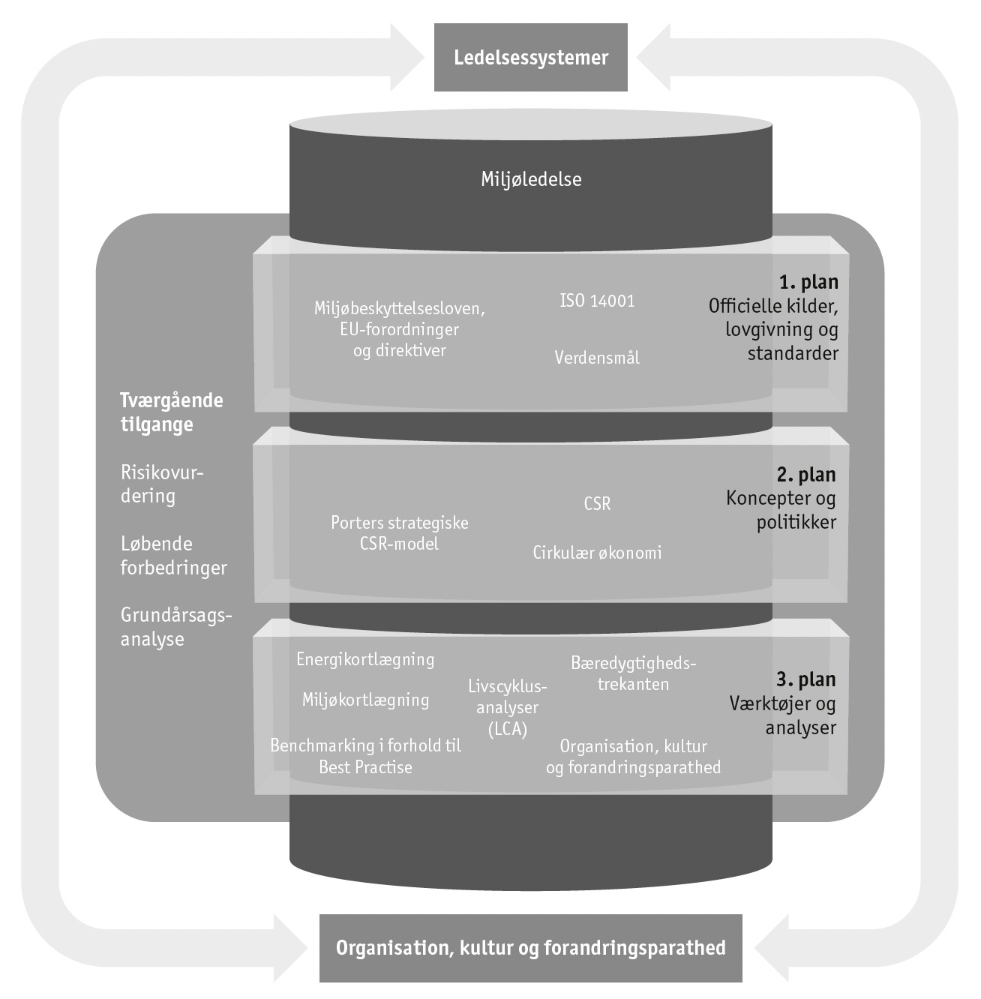 Ledelsessystemer
Miljøledelse
1. plan
Officielle kilder,
lovgivning og
standarder
Miljøbeskyttelsesloven,
EU-forordninger
og direktiver
ISO 14001
Verdensmål
Tværgående
tilgange
Risikovur-
dering
Løbende
forbedringer
Grundårsags-
analyse
2. plan
Koncepter og
politikker
Porters strategiske
CSR-model
CSR
Cirkulær økonomi
3. plan
Værktøjer og
analyser
Energikortlægning
Miljøkortlægning
Benchmarking i forhold til
Best Practise
Livscyklus-
analyser
(LCA)
Bæredygtigheds-
trekanten
Organisation, kultur
og forandringsparathed
Organisation, kultur og forandringsparathed